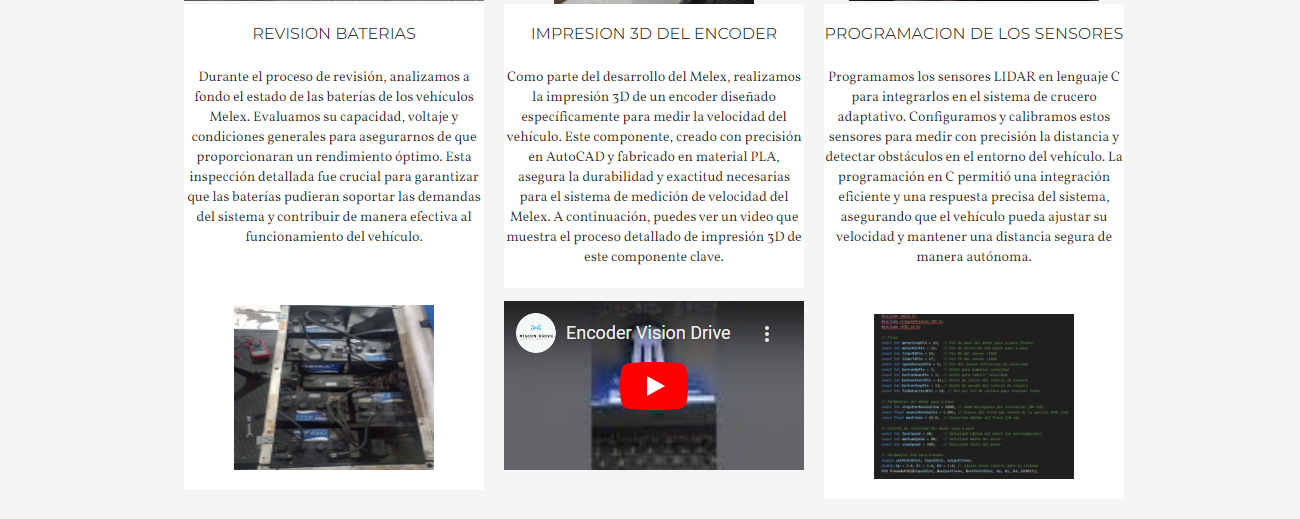 REVISION BATERIAS
Durante el proceso de revisión, analizamos a
fondo el estado de las baterías de los vehículos
Melex. Evaluamos su capacidad, voltaje y
condiciones generales para asegurarnos de que
proporcionaran un rendimiento óptimo. Esta
inspección detallada fue crucial para garantizar
que las baterías pudieran soportar las demandas
del sistema y contribuir de manera efectiva al
funcionamiento del vehículo.
IMPRESION 3D DEL ENCODER
Como parte del desarrollo del Melex, realizamos
la impresión 3D de un encoder diseñado
específicamente para medir la velocidad del
vehículo. Este componente, creado con precisión
en AutoCAD y fabricado en material PLA,
asegura la durabilidad y exactitud necesarias
para el sistema de medición de velocidad del
Melex. A continuación, puedes ver un video que
muestra el proceso detallado de impresión 3D de
este componente clave.
VISION DRIVE
Encoder Vision Drive
PROGRAMACION DE LOS SENSORES
Programamos los sensores LIDAR en lenguaje C
para integrarlos en el sistema de crucero
adaptativo. Configuramos y calibramos estos
sensores para medir con precisión la distancia y
detectar obstáculos en el entorno del vehículo. La
programación en C permitió una integración
eficiente y una respuesta precisa del sistema,
asegurando que el vehículo pueda ajustar su
velocidad y mantener una distancia segura de
manera autónoma.